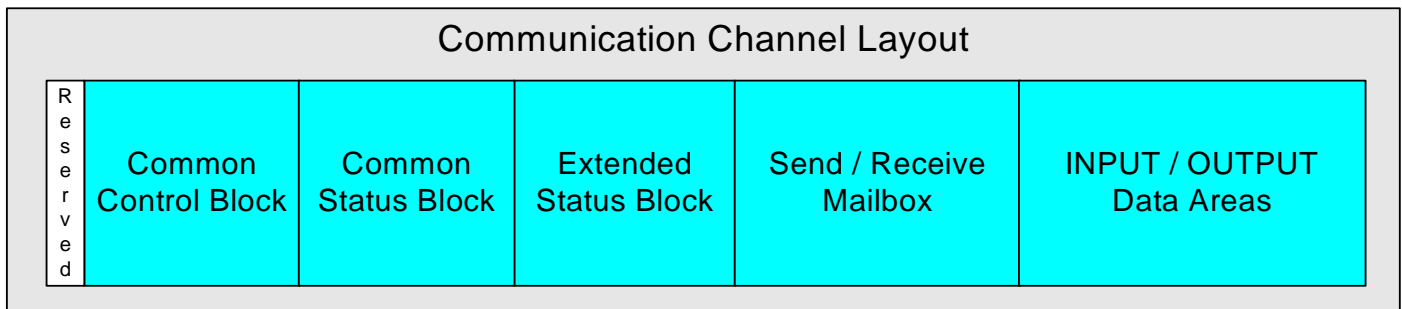 Communication Channel Layout
Reserved
Common
Control Block
Common
Status Block
Extended
Status Block
Send / Receive
Mailbox
INPUT / OUTPUT
Data Areas